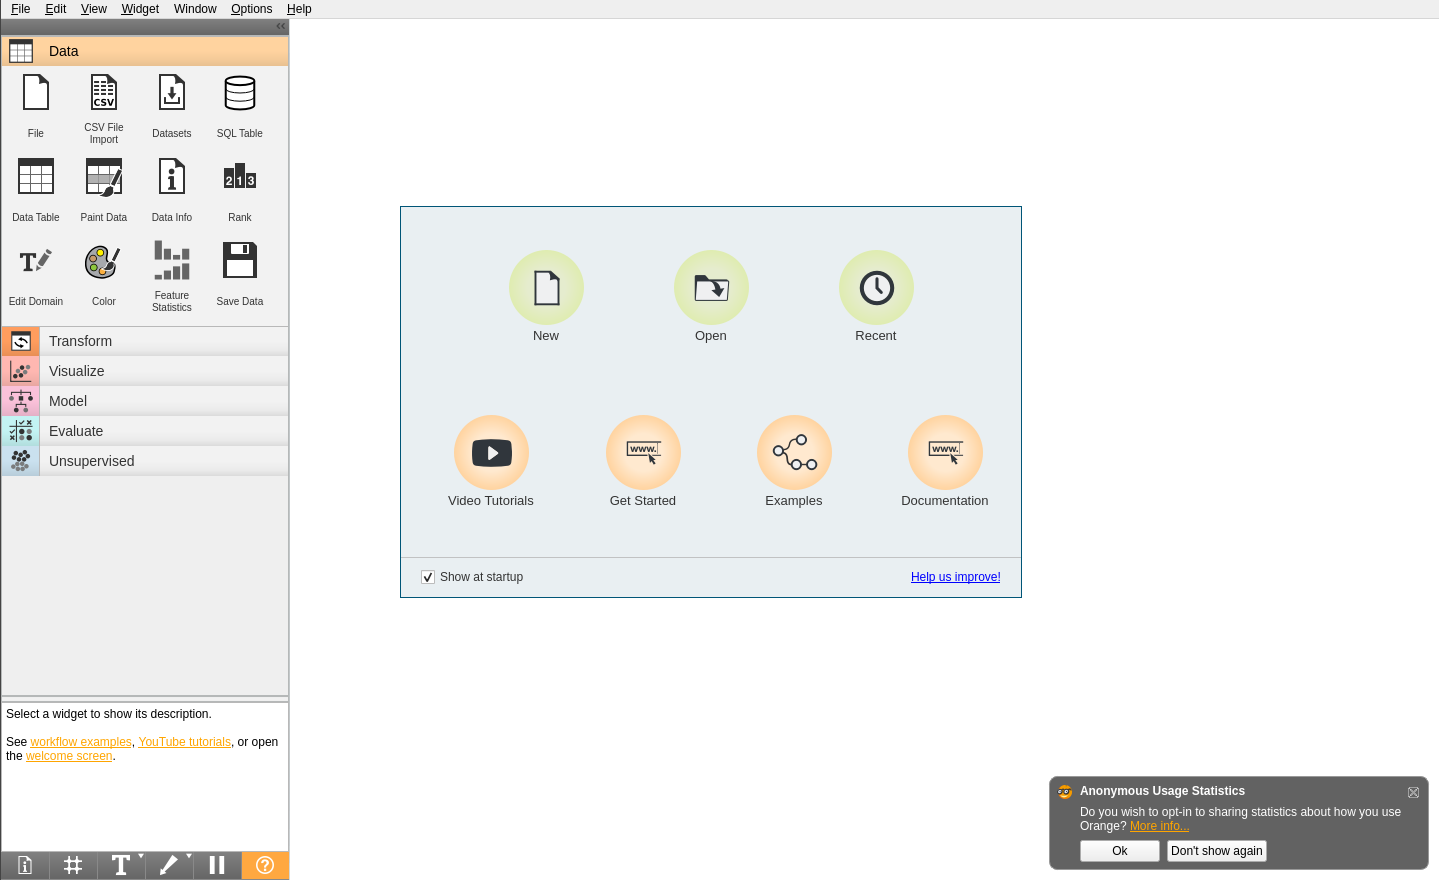 File Edit View Widget Window Options Help
Data
File
CSV File
Import
Datasets
SQL Table
Data Table
Paint Data
Data Info
Rank
Edit Domain
Color
Feature
Statistics
Save Data
Transform
Visualize
Model
Evaluate
Unsupervised
New
Open
Recent
www.
www.
Video Tutorials
Get Started
Examples
Documentation
Show at startup
Help us improve!
Select a widget to show its description.
See workflow examples, YouTube tutorials, or open
the welcome screen.
Anonymous Usage Statistics
Do you wish to opt-in to sharing statistics about how you use
Orange? More info...
Ok
Don't show again